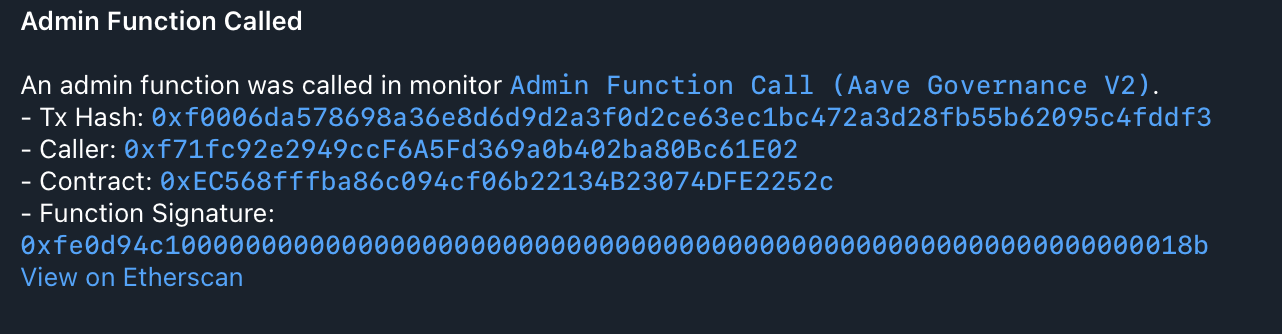 Admin Function Called
An admin function was called in monitor Admin Function Call (Aave Governance V2).
- Tx Hash: 0xf0006da578698a36e8d6d9d2a3f0d2ce63ec1bc472a3d28fb55b62095c4fddf3
- Caller: 0xf71fc92e2949ccF6A5Fd369a0b402ba80Bc61E02
- Contract: 0xEC568fffba86c094cf06b22134B23074DFE2252c
- Function Signature:
0xfe0d94c1000000000000000000000000000000000000000000000000000000000000018b
View on Etherscan